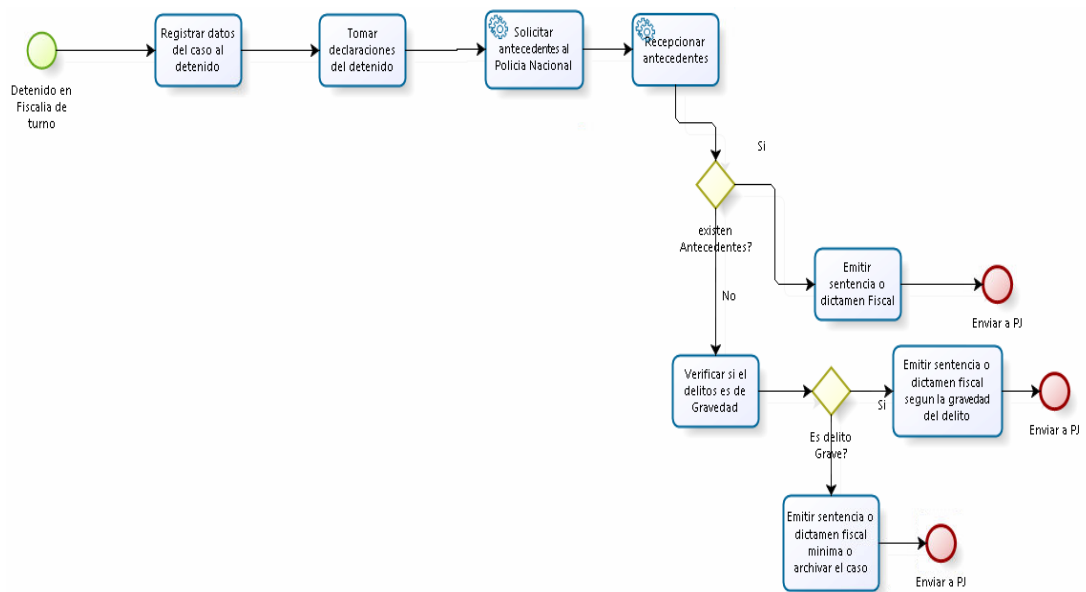 Registrar datos
del caso al
detenido
Tomar
declaraciones
del detenido
Solicitar
antecedentes al
Policia Nacional
Recepcionar
antecedentes
Detenido en
Fiscalia de
turno
Si
existen
Antecedentes?
Emitir
sentencia o
dictamen Fiscal
Enviar a PJ
No
Verificar si el
delitos es de
Gravedad
Si
Emitir sentencia o
dictamen fiscal
segun la gravedad
del delito
Enviar a PJ
Es delito
Grave?
Emitir sentencia o
dictamen fiscal
minima o
archivar el caso
Enviar a PJ